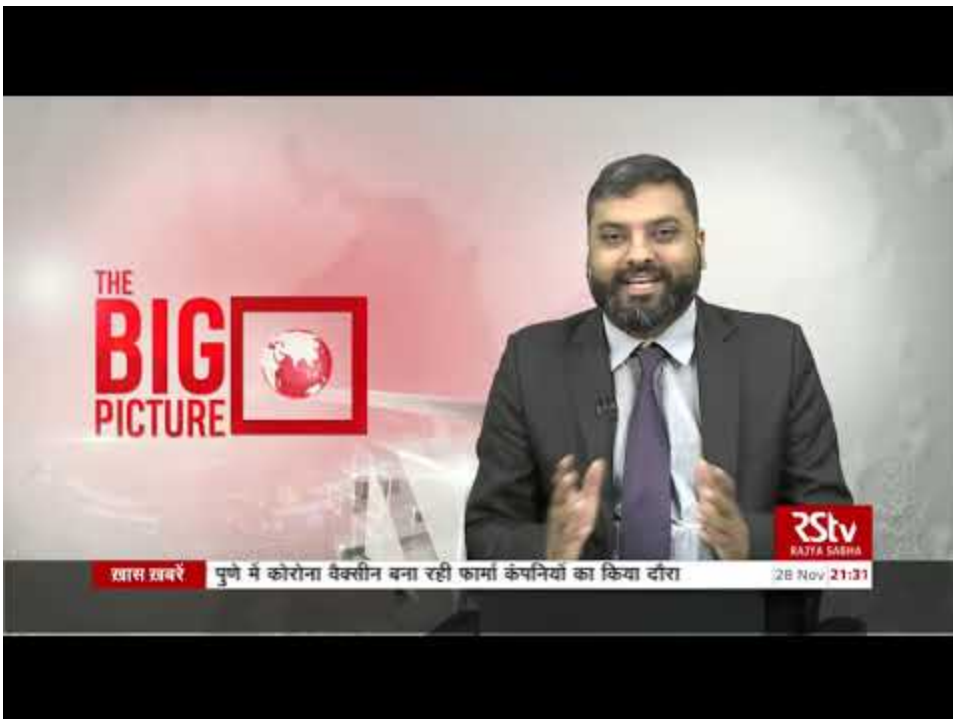 THE
BIG
PICTURE
RStv
RAJYA SABHA
ख़ास ख़बरें
पुणे में कोरोना वैक्सीन बना रही फार्मा कंपनियों का किया दौरा
28 Nov 21:31